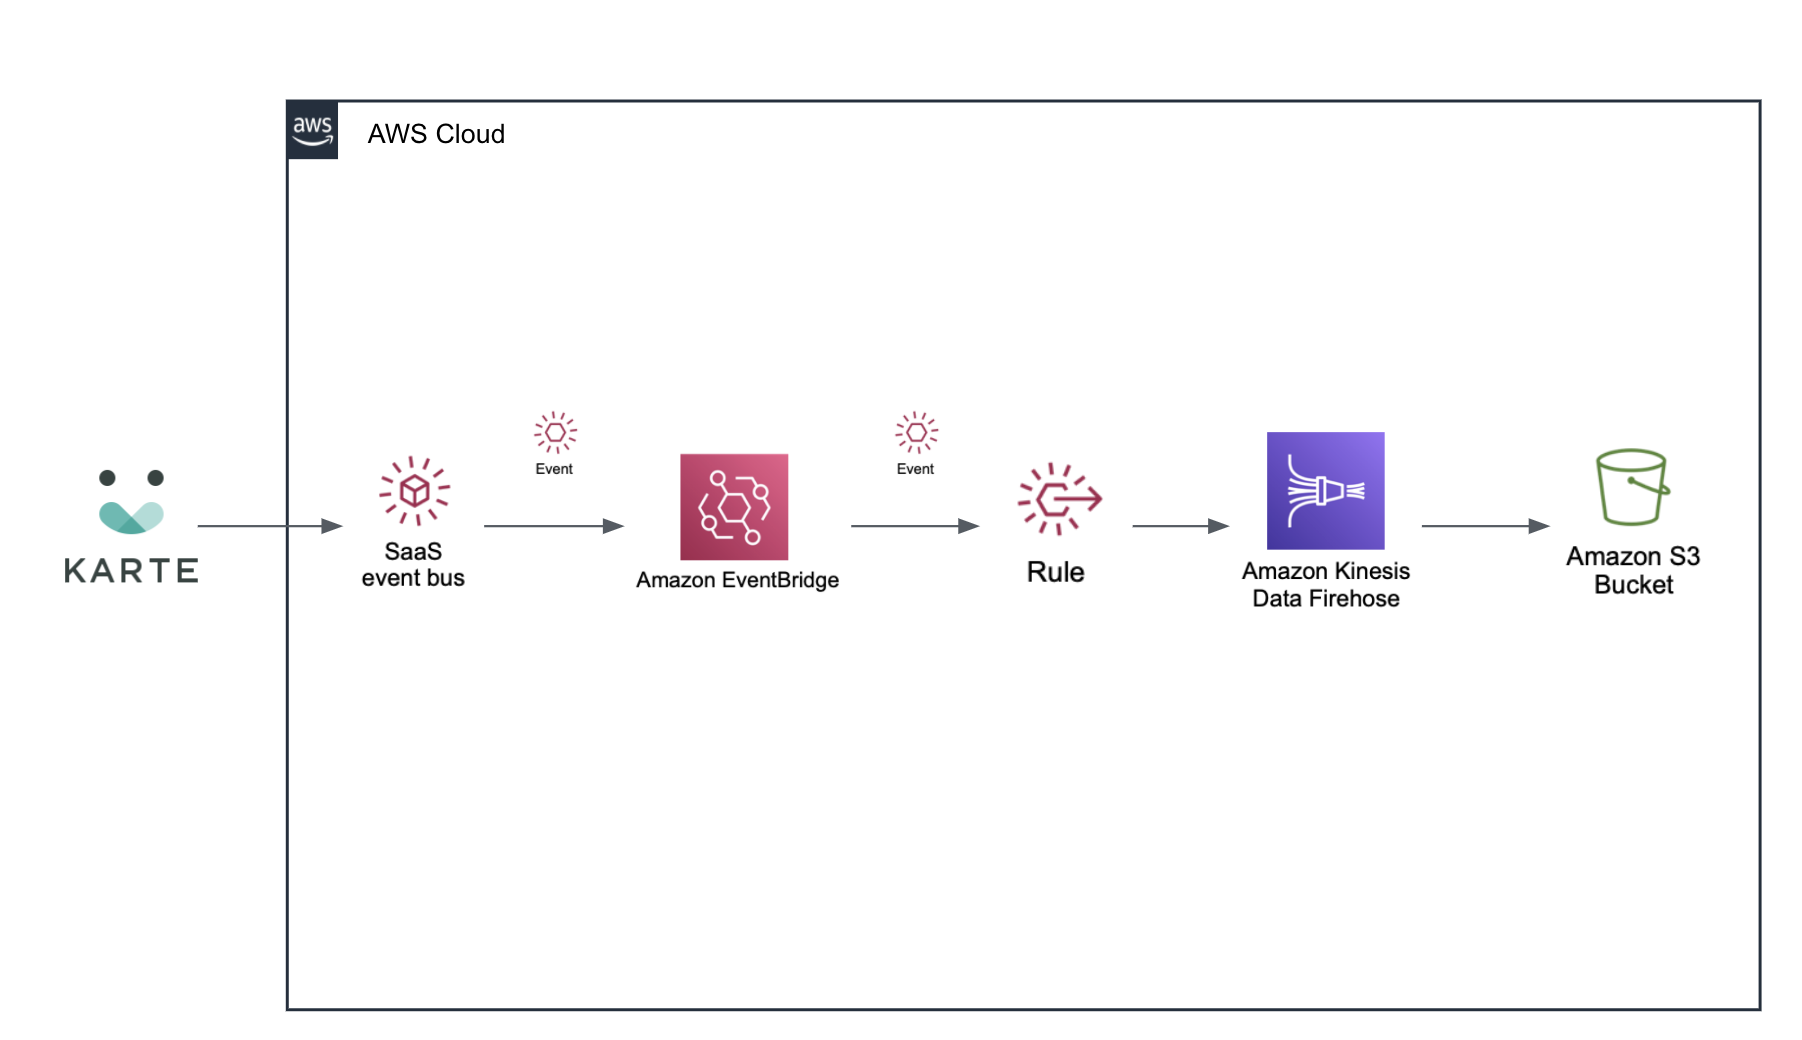 aws
AWS Cloud
Event
Event
KARTE
SaaS
event bus
Amazon EventBridge
Rule
Amazon Kinesis
Data Firehose
Amazon S3
Bucket